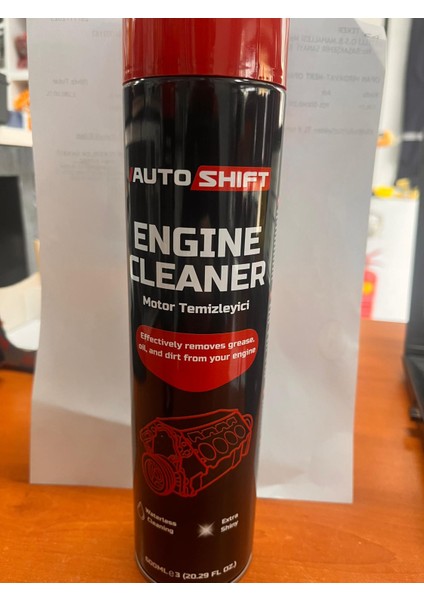 AUTO SHIFT
ENGINE
CLEANER
Motor Temizleyici
Effectively removes grease,
oil, and dirt from your engine
Waterless
Cleaning
Extra
Shiny
600ML ℮ 3 (20.29 FL OZ.)